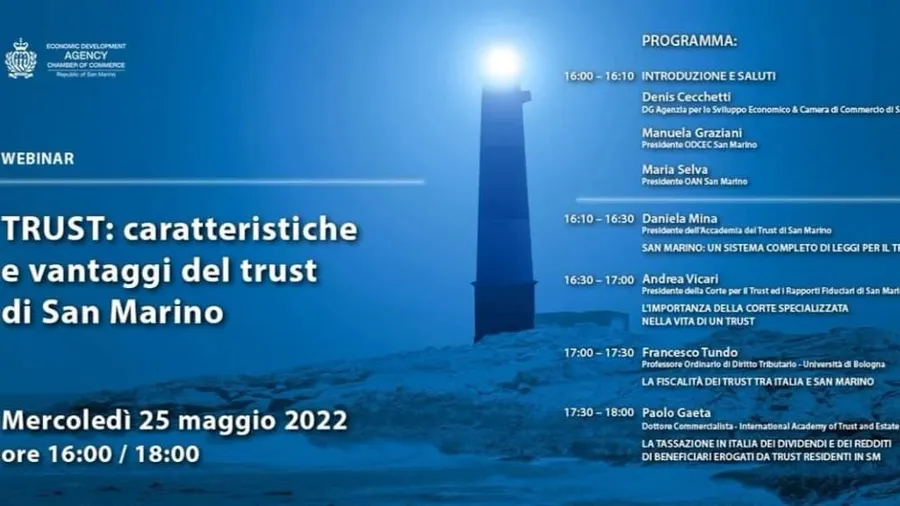 ECONOMIC DEVELOPMENT
AGENCY
CHAMBER OF COMMERCE
Republic of San Marino
WEBINAR
TRUST: caratteristiche
e vantaggi del trust
di San Marino
Mercoledì 25 maggio 2022
ore 16:00 / 18:00
PROGRAMMA:
16:00 – 16:10 INTRODUZIONE E SALUTI
Denis Cecchetti
DG Agenzia per lo Sviluppo Economico & Camera di Commercio di S
Manuela Graziani
Presidente ODCEC San Marino
Maria Selva
Presidente OAN San Marino
16:10 – 16:30 Daniela Mina
Presidente dell'Accademia del Trust di San Marino
SAN MARINO: UN SISTEMA COMPLETO DI LEGGI PER IL T
16:30 – 17:00 Andrea Vicari
Presidente della Corte per il Trust ed i Rapporti Fiduciari di San Mari
L'IMPORTANZA DELLA CORTE SPECIALIZZATA
NELLA VITA DI UN TRUST
17:00 – 17:30 Francesco Tundo
Professore Ordinario di Diritto Tributario - Università di Bologna
LA FISCALITÀ DEI TRUST TRA ITALIA E SAN MARINO
17:30 – 18:00 Paolo Gaeta
Dottore Commercialista - International Academy of Trust and Estate
LA TASSAZIONE IN ITALIA DEI DIVIDENDI E DEI REDDITI
DI BENEFICIARI EROGATI DA TRUST RESIDENTI IN SM